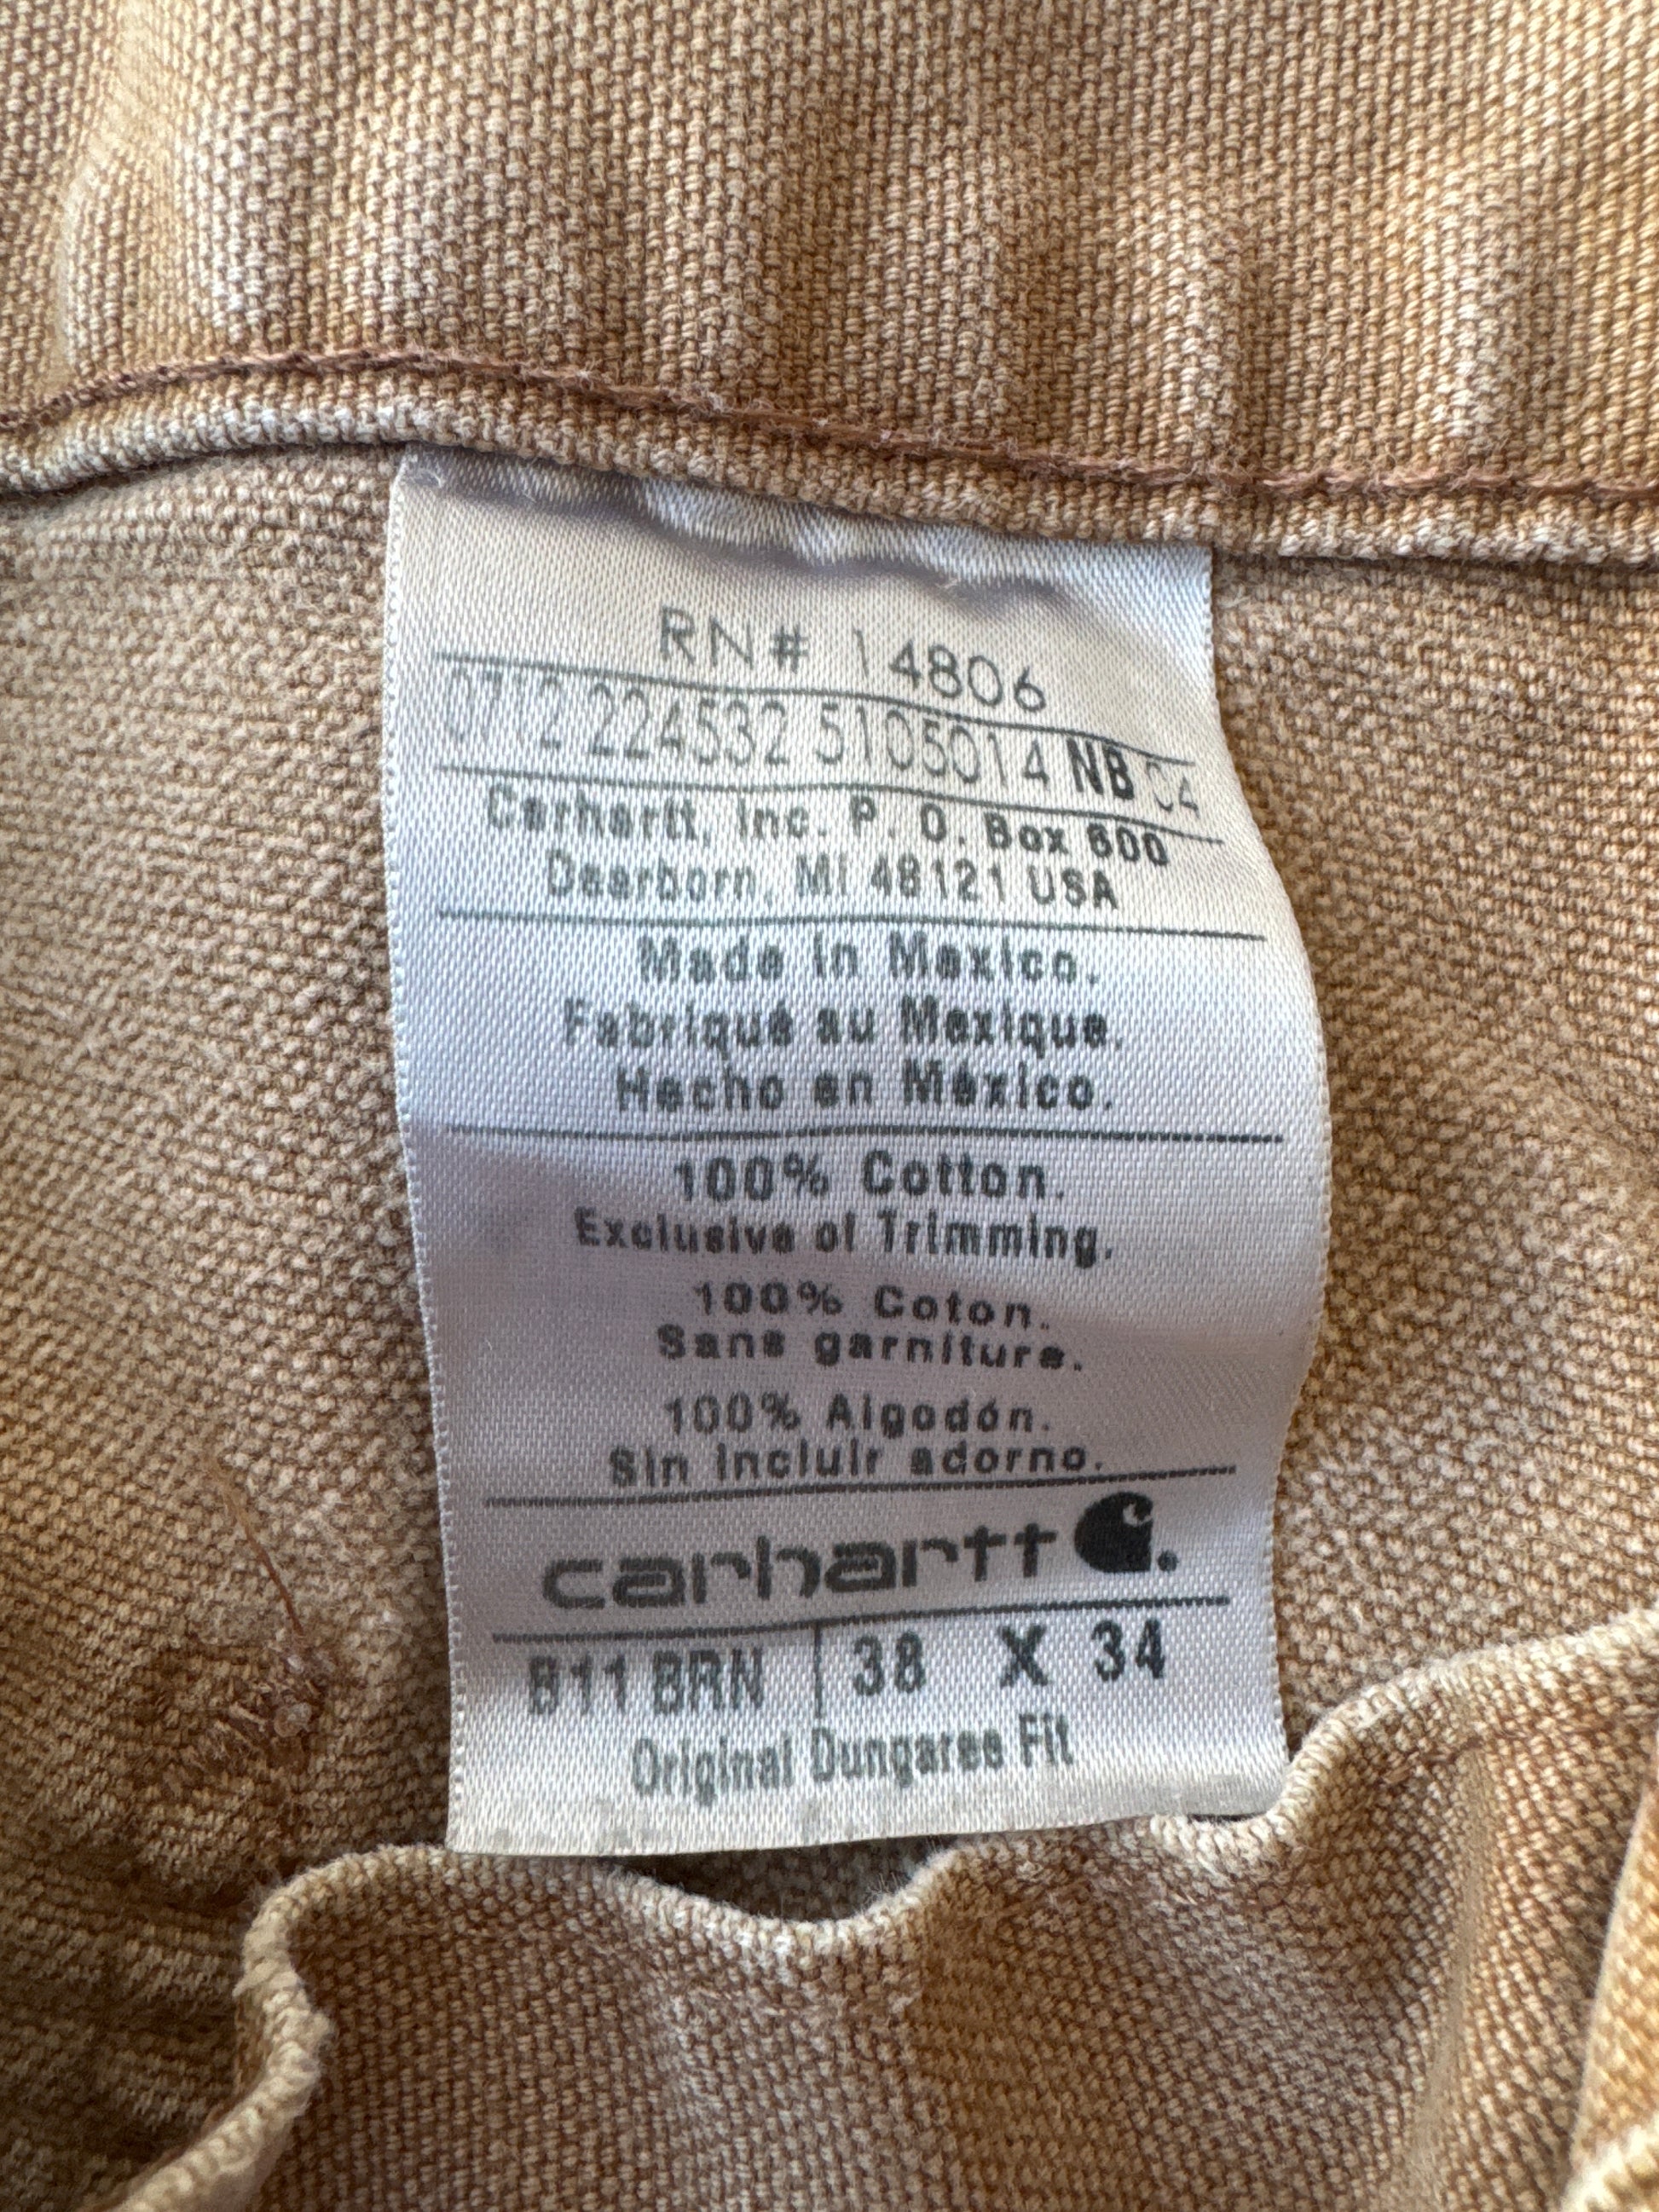 RN# 14806
0712 224532 5105014 NB 04
Carhartt, Inc. P. O. Box 600
Dearborn, MI 48121 USA
Made in Mexico.
Fabriqué au Mexique.
Hecho en México.
100% Cotton.
Exclusive of Trimming.
100% Coton.
Sans garniture.
100% Algodón.
Sin incluir adorno.
carhartt
B11 BRN 38 X 34
Original Dungaree Fit